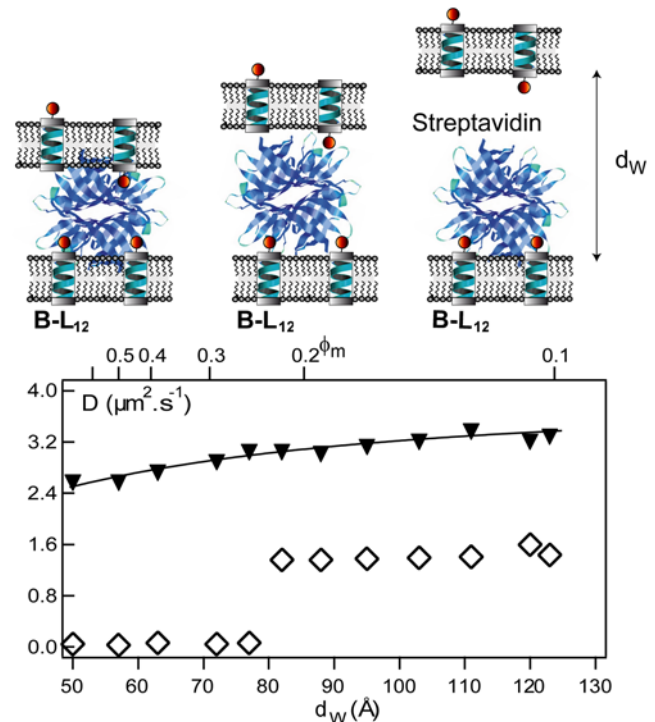 Streptavidin
d_W
B-L₁₂ B-L₁₂ B-L₁₂
0.5 0.4 0.3 0.2 ϕ_m 0.1
4.0
D (μm².s⁻¹)
3.2
2.4
1.6
0.8
0.0
50 60 70 80 90 100 110 120 130
d_W (Å)